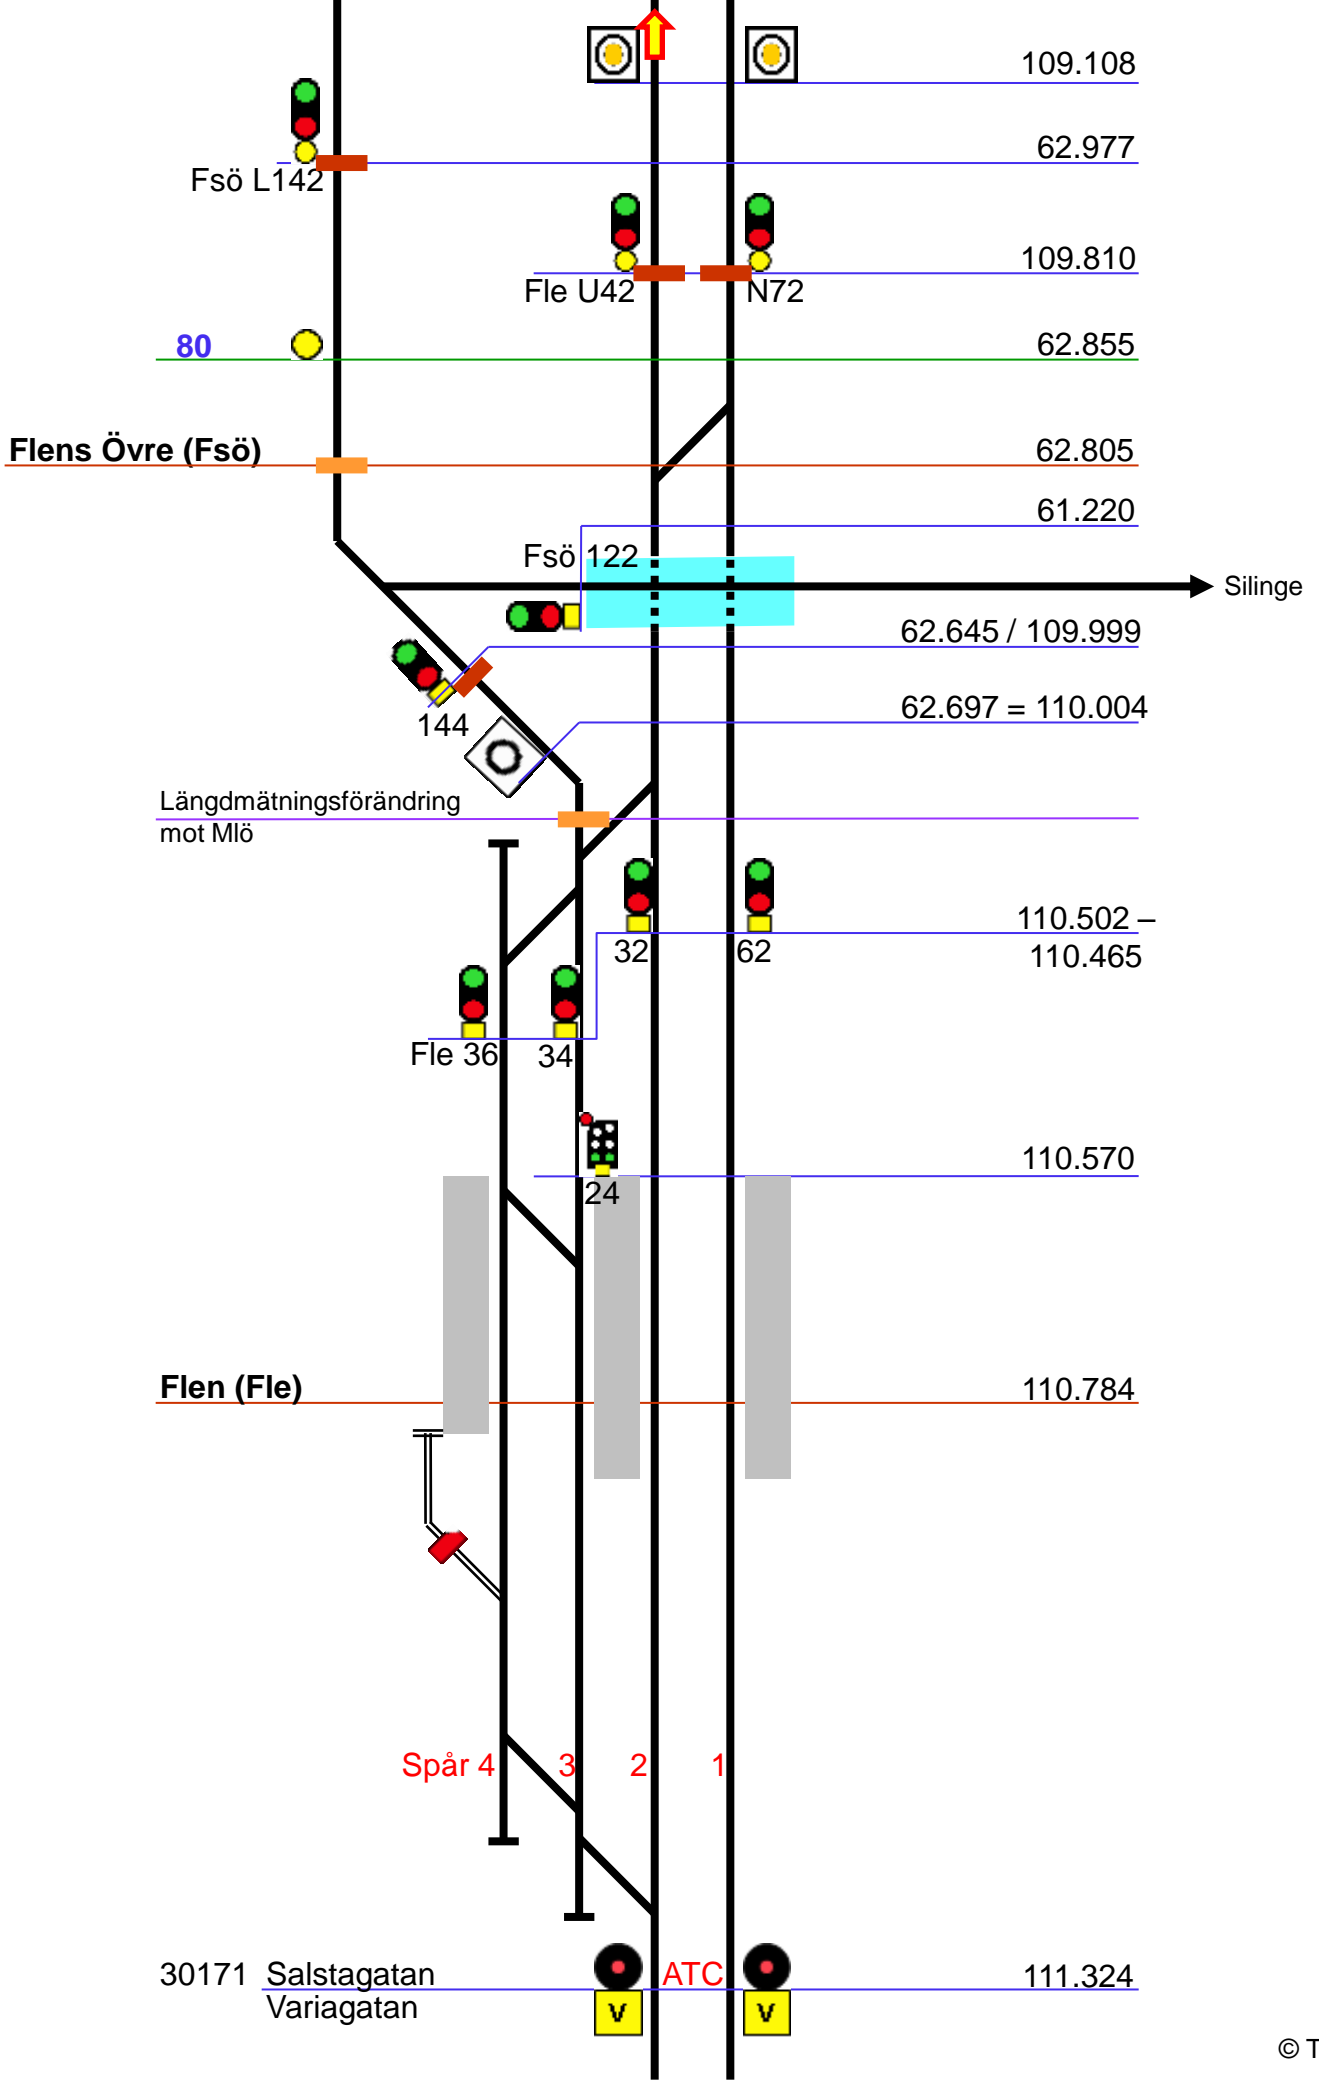 109.108
62.977
Fsö L142
109.810
Fle U42 N72
80 62.855
Flens Övre (Fsö) 62.805
61.220
Fsö 122
Silinge
62.645 / 109.999
62.697 = 110.004
144
Längdmätningsförändring
mot Mlö
110.502 –
32 62 110.465
Fle 36 34
110.570
24
Flen (Fle) 110.784
Spår 4 3 2 1
30171 Salstagatan ATC 111.324
Variagatan V V
© T